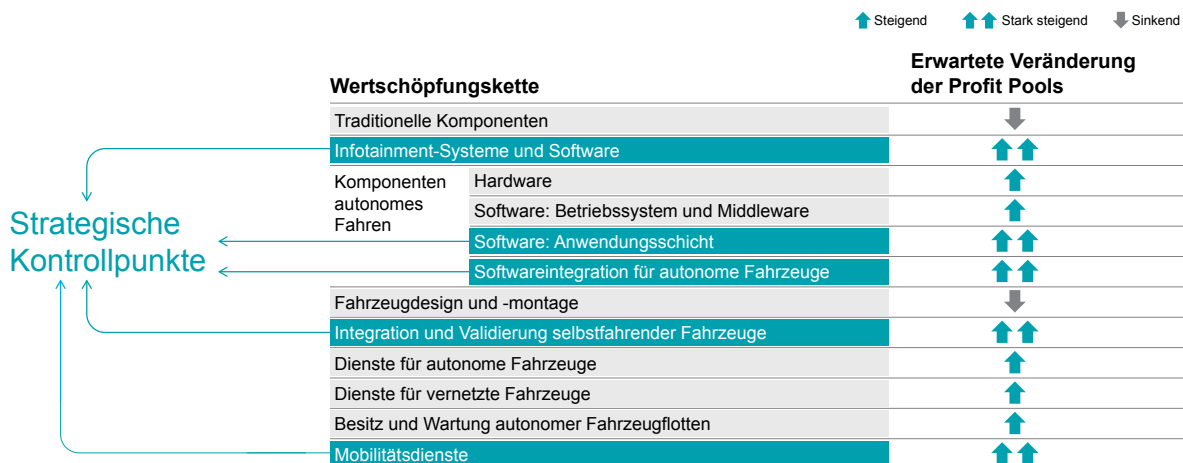 Steigend
Stark steigend
Sinkend
Wertschöpfungskette
Erwartete Veränderung
der Profit Pools
Traditionelle Komponenten
Infotainment-Systeme und Software
Komponenten
autonomes
Fahren
Hardware
Software: Betriebssystem und Middleware
Software: Anwendungsschicht
Softwareintegration für autonome Fahrzeuge
Strategische
Kontrollpunkte
Fahrzeugdesign und -montage
Integration und Validierung selbstfahrender Fahrzeuge
Dienste für autonome Fahrzeuge
Dienste für vernetzte Fahrzeuge
Besitz und Wartung autonomer Fahrzeugflotten
Mobilitätsdienste